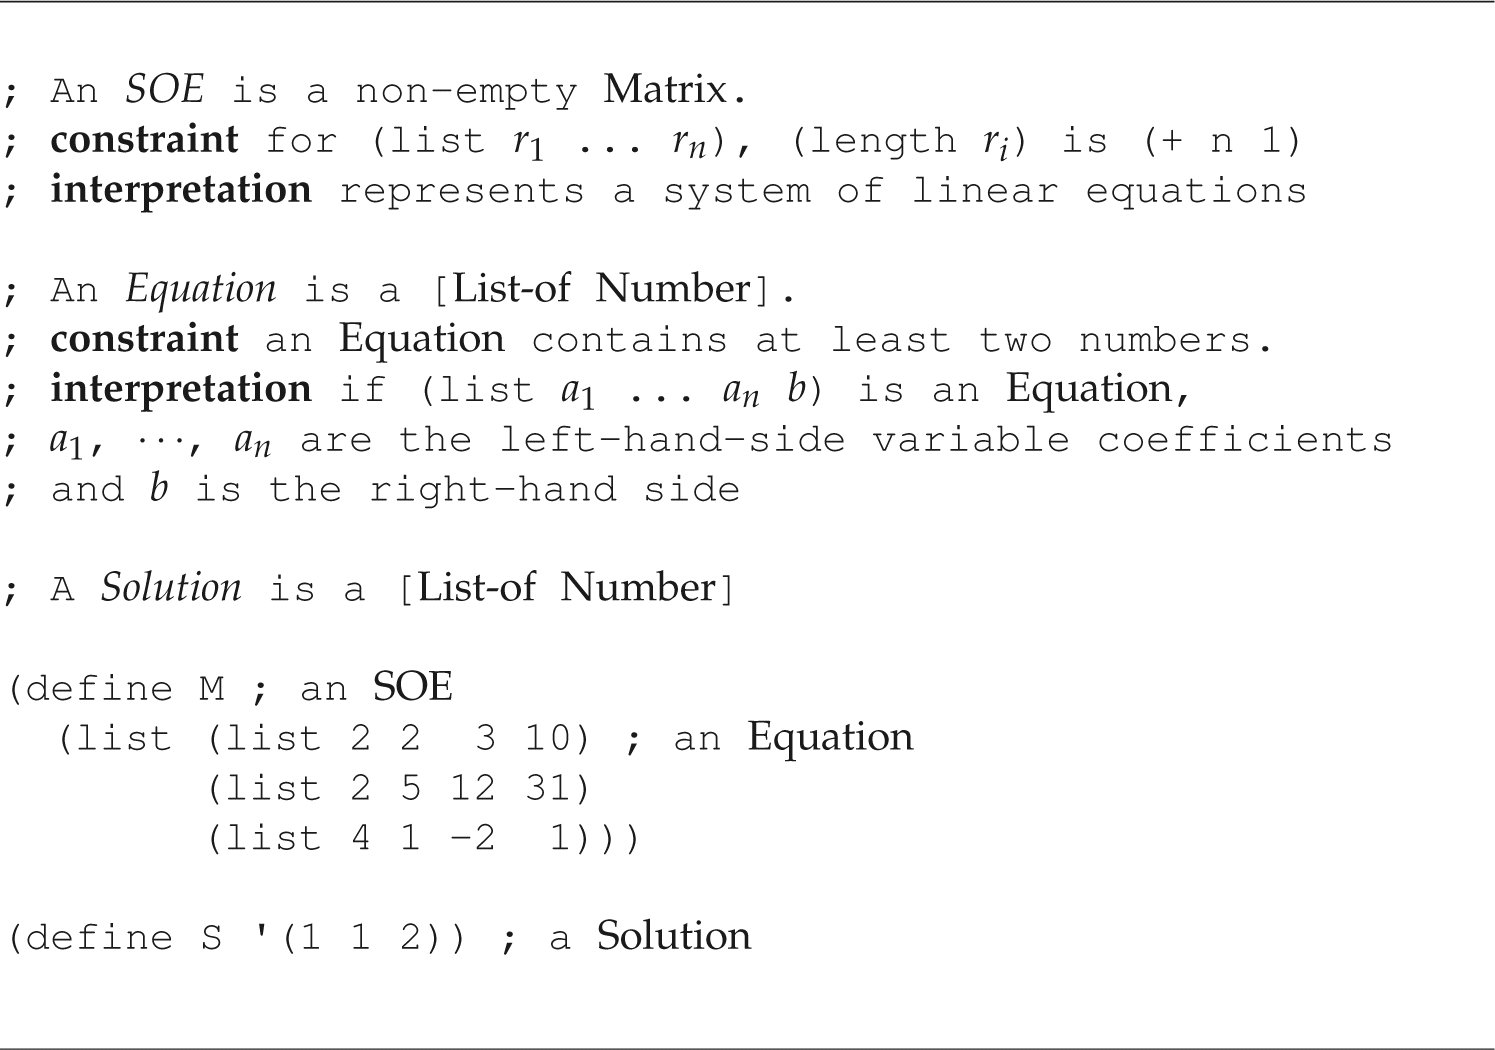 ; An SOE is a non-empty Matrix.
; constraint for (list r₁ ... rₙ), (length rᵢ) is (+ n 1)
; interpretation represents a system of linear equations
; An Equation is a [List-of Number].
; constraint an Equation contains at least two numbers.
; interpretation if (list a₁ ... aₙ b) is an Equation,
; a₁, ⋯, aₙ are the left-hand-side variable coefficients
; and b is the right-hand side
; A Solution is a [List-of Number]
(define M ; an SOE
  (list (list 2 2  3 10) ; an Equation
        (list 2 5 12 31)
        (list 4 1 -2  1)))
(define S '(1 1 2)) ; a Solution